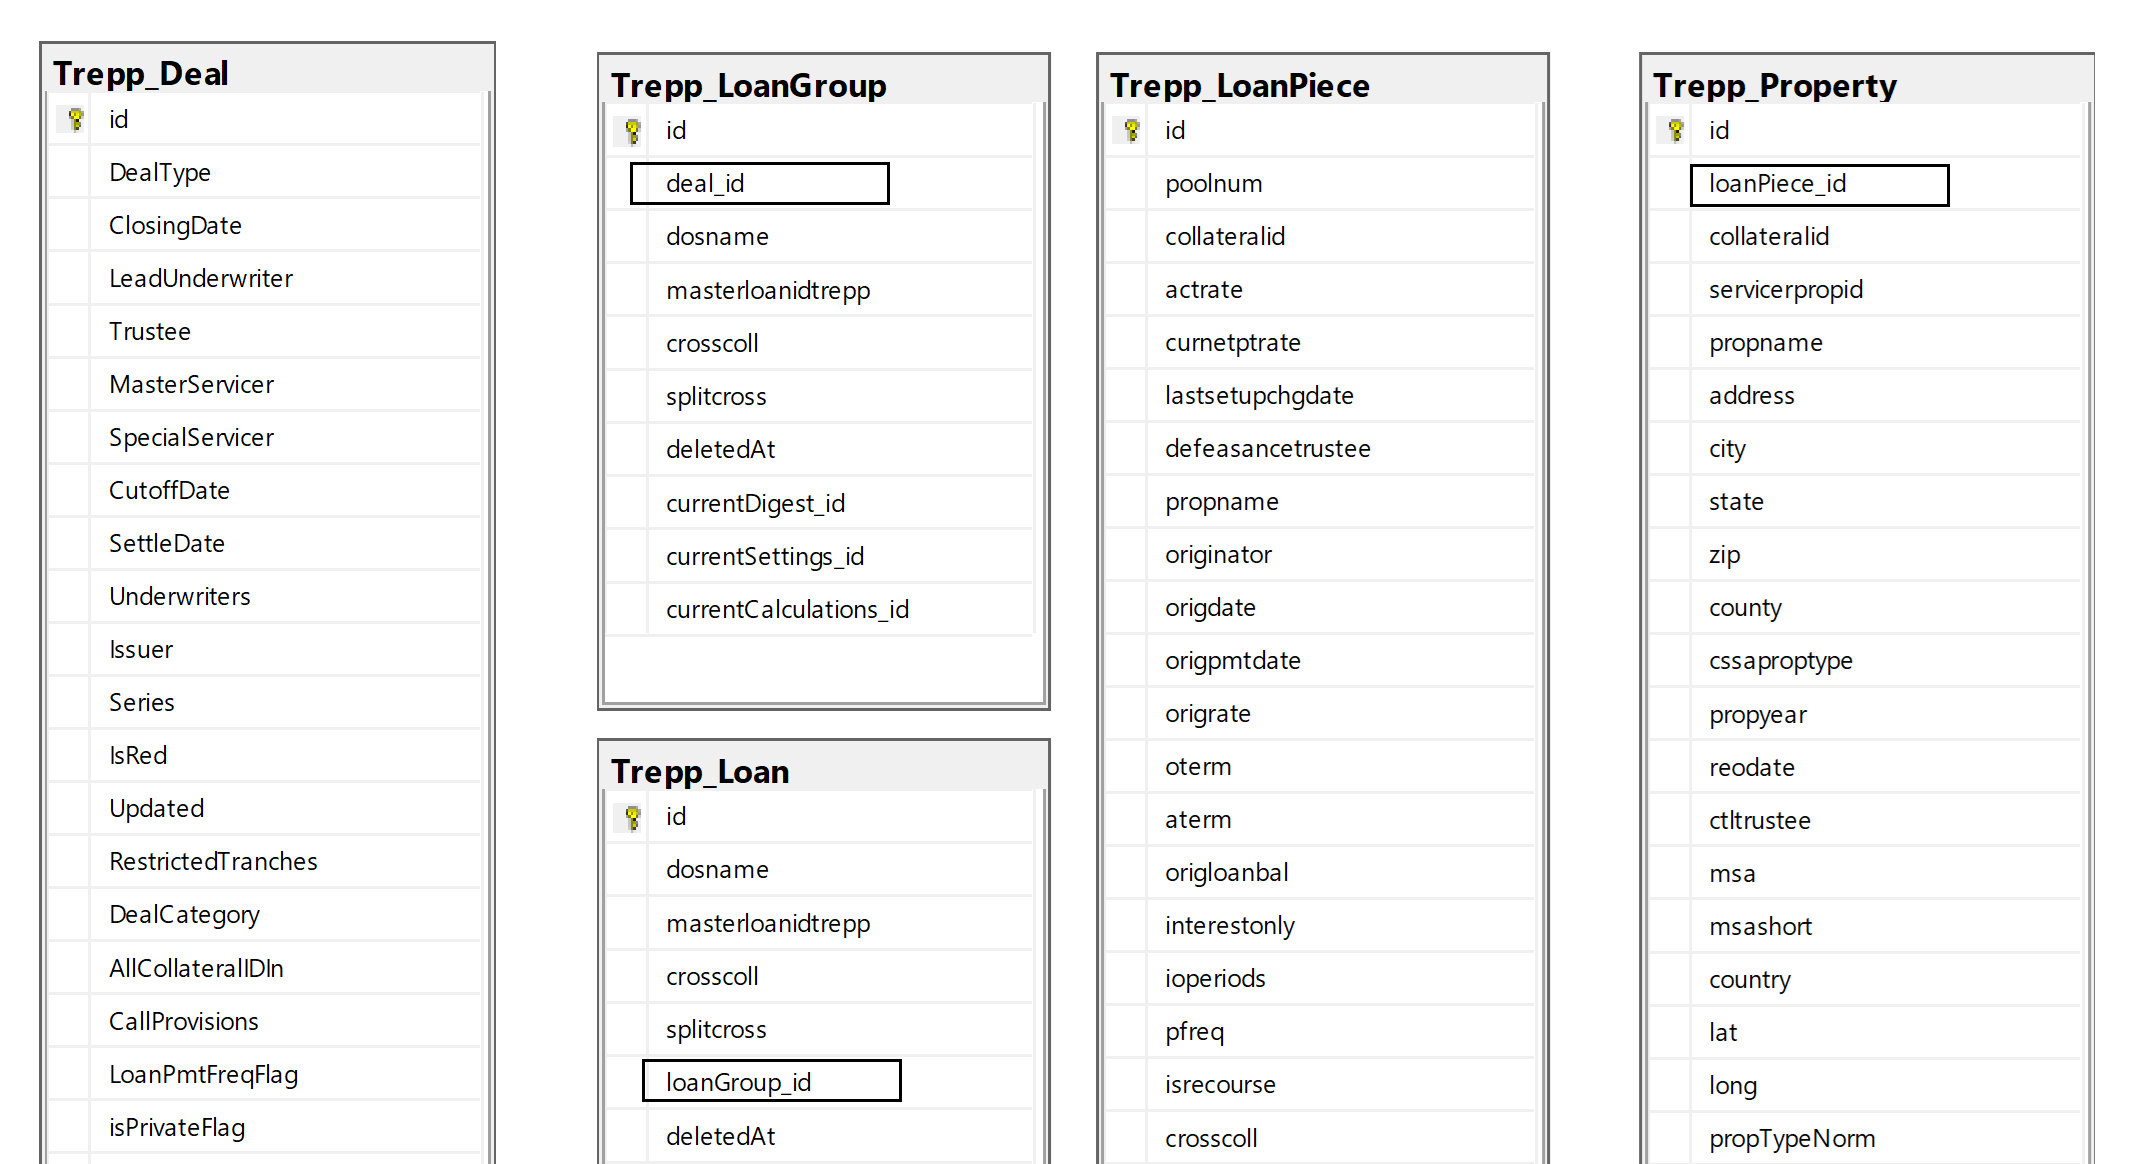 Trepp_Deal
id
DealType
ClosingDate
LeadUnderwriter
Trustee
MasterServicer
SpecialServicer
CutoffDate
SettleDate
Underwriters
Issuer
Series
IsRed
Updated
RestrictedTranches
DealCategory
AllCollateralIDIn
CallProvisions
LoanPmtFreqFlag
isPrivateFlag
Trepp_LoanGroup
id
deal_id
dosname
masterloanidtrepp
crosscoll
splitcross
deletedAt
currentDigest_id
currentSettings_id
currentCalculations_id
Trepp_Loan
id
dosname
masterloanidtrepp
crosscoll
splitcross
loanGroup_id
deletedAt
Trepp_LoanPiece
id
poolnum
collateralid
actrate
curnetptrate
lastsetupchgdate
defeasancetrustee
propname
originator
origdate
origpmtdate
origrate
oterm
aterm
origloanbal
interestonly
ioperiods
pfreq
isrecourse
crosscoll
Trepp_Property
id
loanPiece_id
collateralid
servicerpropid
propname
address
city
state
zip
county
cssaproptype
propyear
reodate
ctltrustee
msa
msashort
country
lat
long
propTypeNorm